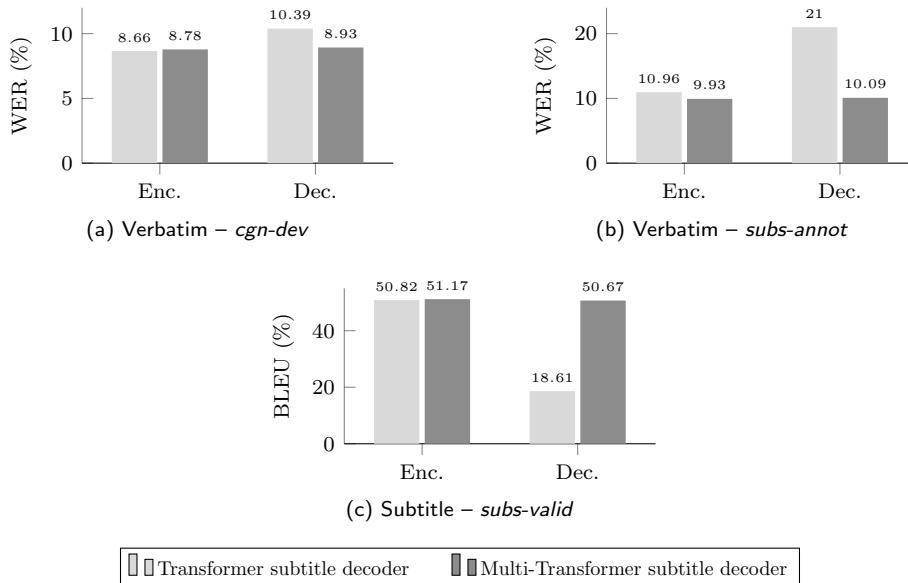 8.66 8.78 10.39 8.93
10
5
0
WER (%)
Enc. Dec.
(a) Verbatim – cgn-dev
10.96 9.93 21 10.09
20
10
0
WER (%)
Enc. Dec.
(b) Verbatim – subs-annot
50.82 51.17 18.61 50.67
40
20
0
BLEU (%)
Enc. Dec.
(c) Subtitle – subs-valid
Transformer subtitle decoder Multi-Transformer subtitle decoder